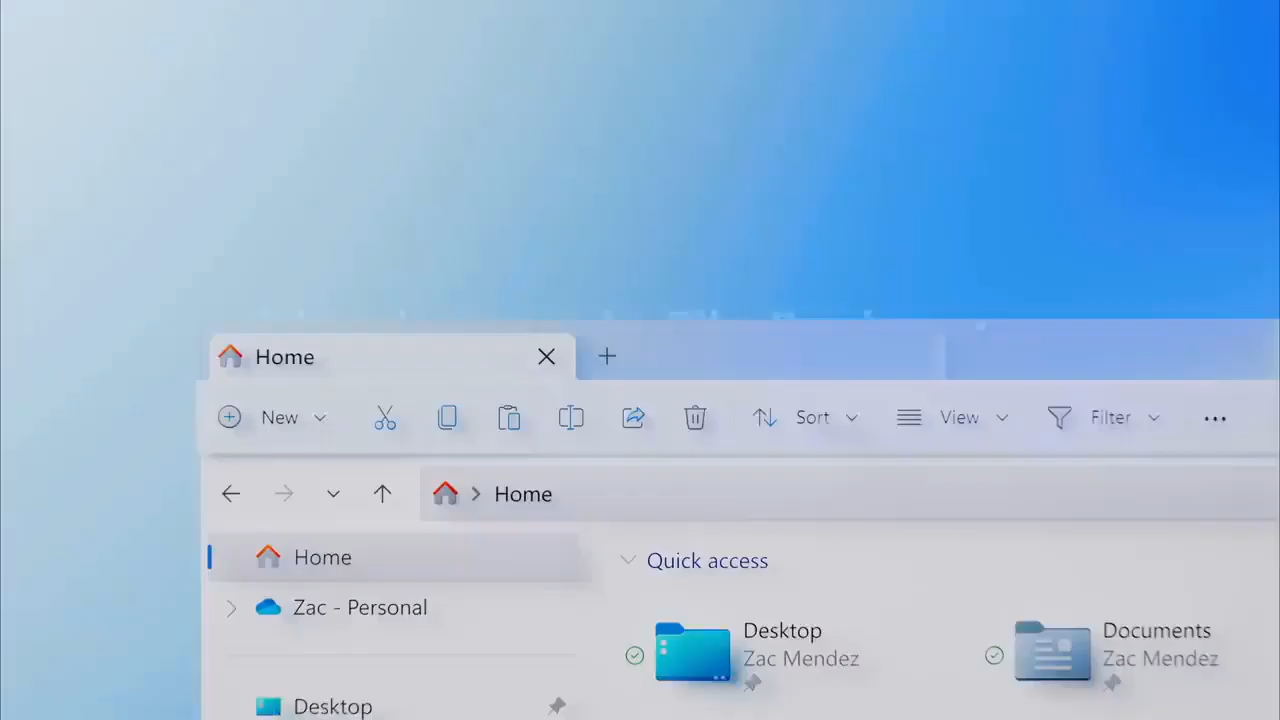 Home
New Sort View Filter
Home
Home
Quick access
Zac - Personal
Desktop Documents
Zac Mendez Zac Mendez
Desktop